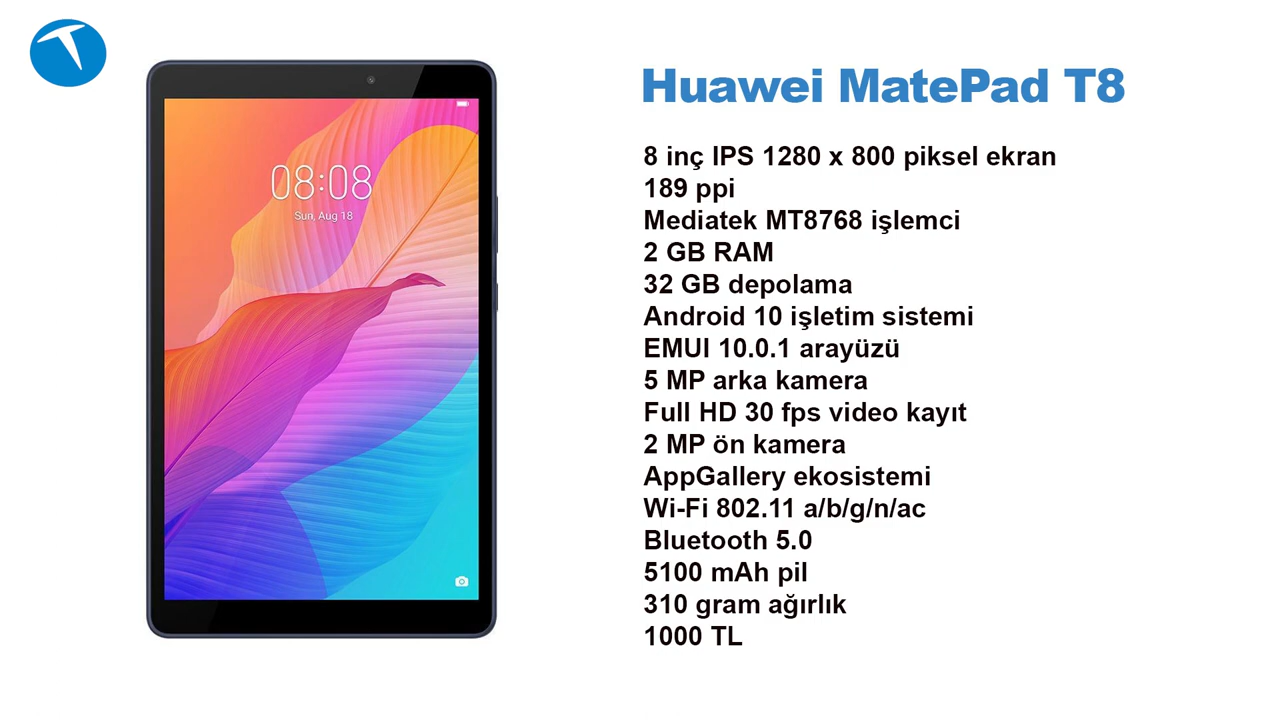 Huawei MatePad T8
08:08
Sun, Aug 18
8 inç IPS 1280 x 800 piksel ekran
189 ppi
Mediatek MT8768 işlemci
2 GB RAM
32 GB depolama
Android 10 işletim sistemi
EMUI 10.0.1 arayüzü
5 MP arka kamera
Full HD 30 fps video kayıt
2 MP ön kamera
AppGallery ekosistemi
Wi-Fi 802.11 a/b/g/n/ac
Bluetooth 5.0
5100 mAh pil
310 gram ağırlık
1000 TL